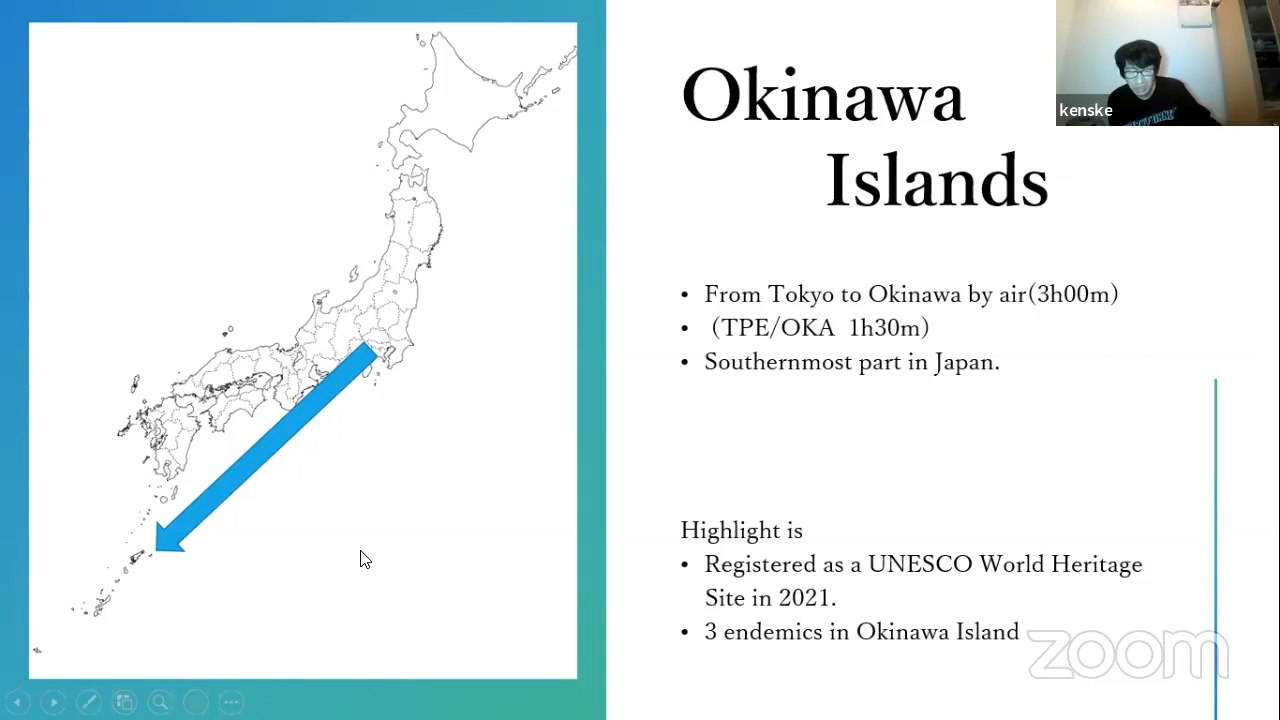 Okinawa
Islands
kenske
• From Tokyo to Okinawa by air(3h00m)
• (TPE/OKA 1h30m)
• Southernmost part in Japan.
Highlight is
• Registered as a UNESCO World Heritage
Site in 2021.
• 3 endemics in Okinawa Island
zoom